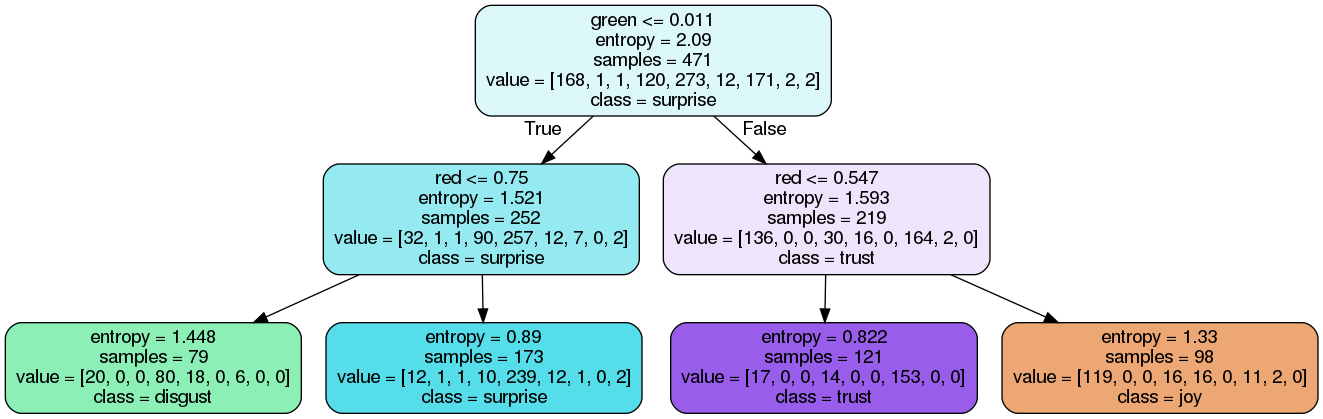 green <= 0.011
entropy = 2.09
samples = 471
value = [168, 1, 1, 120, 273, 12, 171, 2, 2]
class = surprise
True
False
red <= 0.75
entropy = 1.521
samples = 252
value = [32, 1, 1, 90, 257, 12, 7, 0, 2]
class = surprise
red <= 0.547
entropy = 1.593
samples = 219
value = [136, 0, 0, 30, 16, 0, 164, 2, 0]
class = trust
entropy = 1.448
samples = 79
value = [20, 0, 0, 80, 18, 0, 6, 0, 0]
class = disgust
entropy = 0.89
samples = 173
value = [12, 1, 1, 10, 239, 12, 1, 0, 2]
class = surprise
entropy = 0.822
samples = 121
value = [17, 0, 0, 14, 0, 0, 153, 0, 0]
class = trust
entropy = 1.33
samples = 98
value = [119, 0, 0, 16, 16, 0, 11, 2, 0]
class = joy